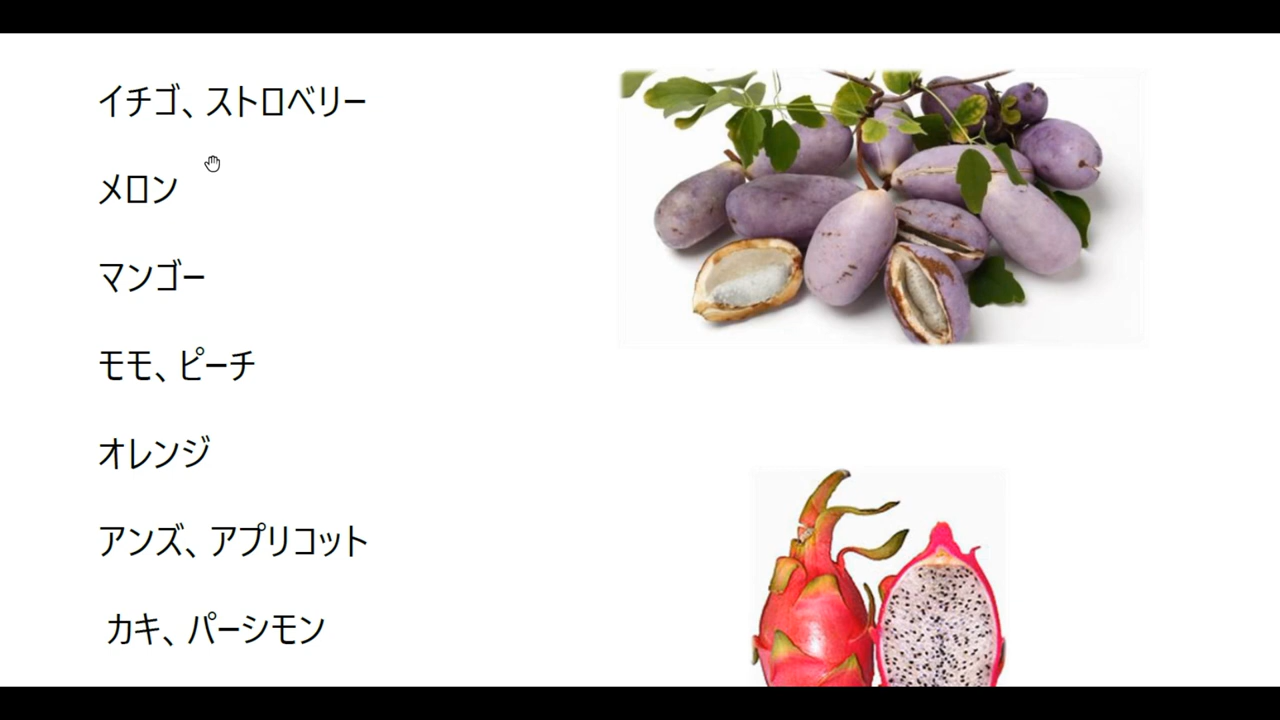 イチゴ、ストロベリー
メロン
マンゴー
モモ、ピーチ
オレンジ
アンズ、アプリコット
カキ、パーシモン